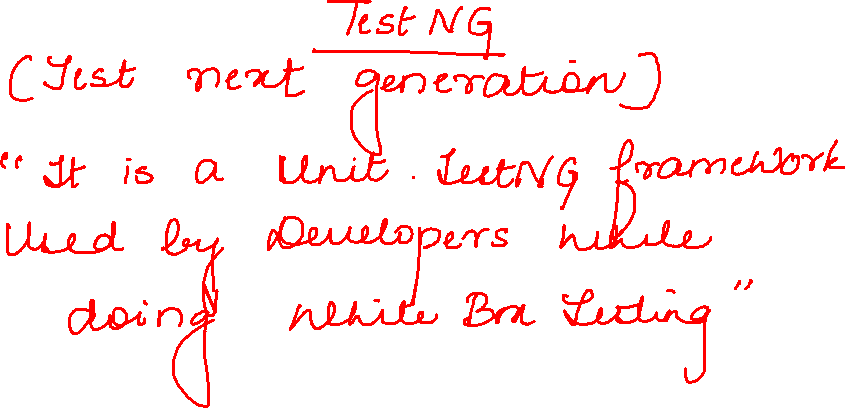 Test NG
(Test next generation)
"It is a Unit. TestNG framework
Used by Developers while
doing White Box Testing"